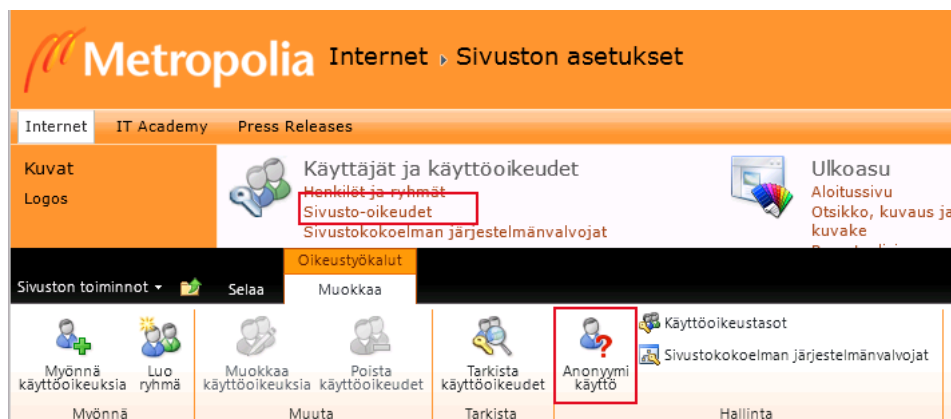 Metropolia Internet ▸ Sivuston asetukset
Internet IT Academy Press Releases
Kuvat
Logos
Käyttäjät ja käyttöoikeudet
Henkilöt ja ryhmät
Sivusto-oikeudet
Sivustokokoelman järjestelmänvalvojat
Ulkoasu
Aloitussivu
Otsikko, kuvaus ja
kuvake
Oikeustyökalut
Sivuston toiminnot Selaa Muokkaa
Myönnä
käyttöoikeuksia
Luo
ryhmä
Muokkaa
käyttöoikeuksia
Poista
käyttöoikeudet
Tarkista
käyttöoikeudet
Anonyymi
käyttö
Käyttöoikeustasot
Sivustokokoelman järjestelmänvalvojat
Myönnä Muuta Tarkista Hallinta